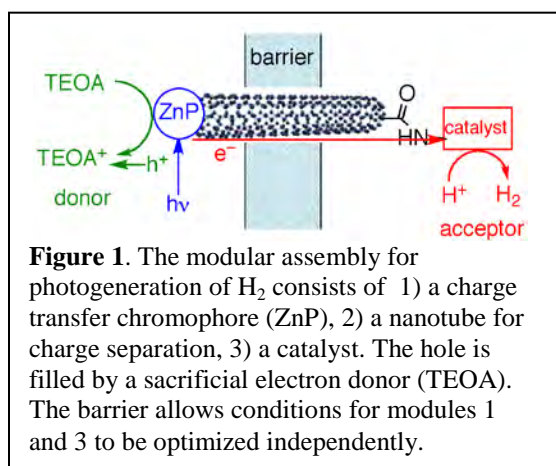 barrier
TEOA
ZnP
O
HN
catalyst
TEOA⁺
h⁺
e⁻
donor
hν
H⁺
H₂
acceptor
Figure 1. The modular assembly for
photogeneration of H₂ consists of 1) a charge
transfer chromophore (ZnP), 2) a nanotube for
charge separation, 3) a catalyst. The hole is
filled by a sacrificial electron donor (TEOA).
The barrier allows conditions for modules 1
and 3 to be optimized independently.